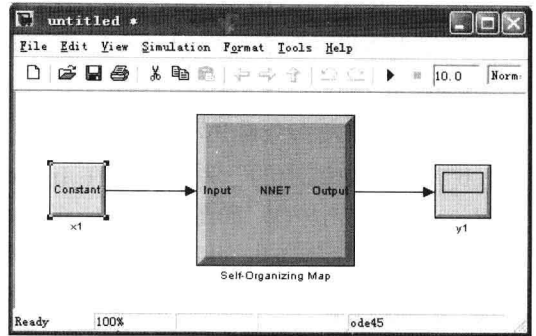 untitled *
File Edit View Simulation Format Tools Help
10.0 Norm
Constant
Input NNET Output
x1
y1
Self-Organizing Map
Ready 100% ode45